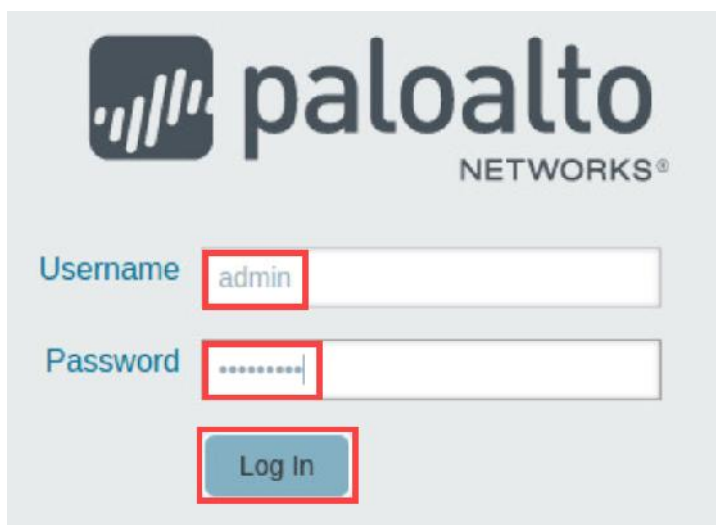 paloalto
NETWORKS®
Username admin
Password •••••••••
Log In